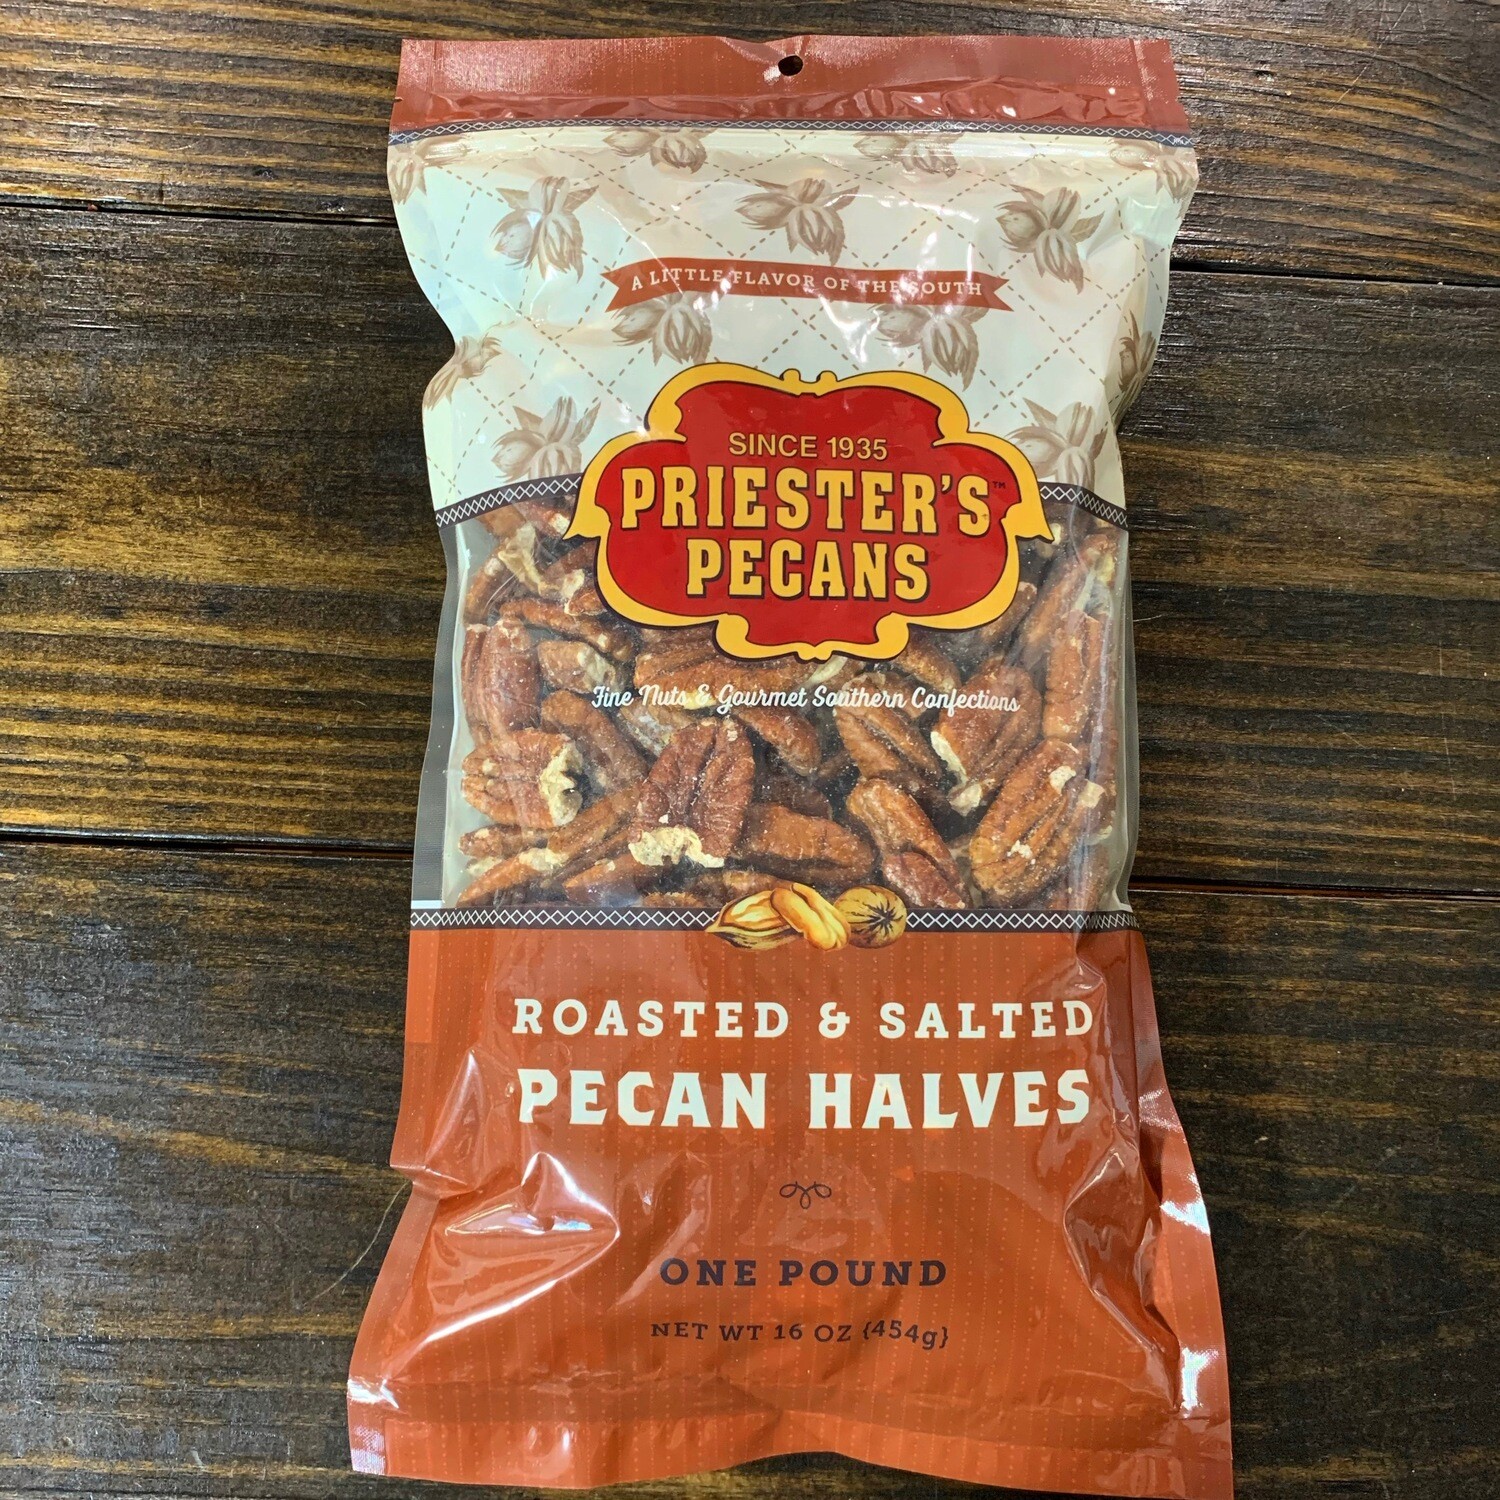 A LITTLE FLAVOR OF THE SOUTH
SINCE 1935
PRIESTER'S™
PECANS
Fine Nuts & Gourmet Southern Confections
ROASTED & SALTED
PECAN HALVES
ONE POUND
NET WT 16 OZ {454g}